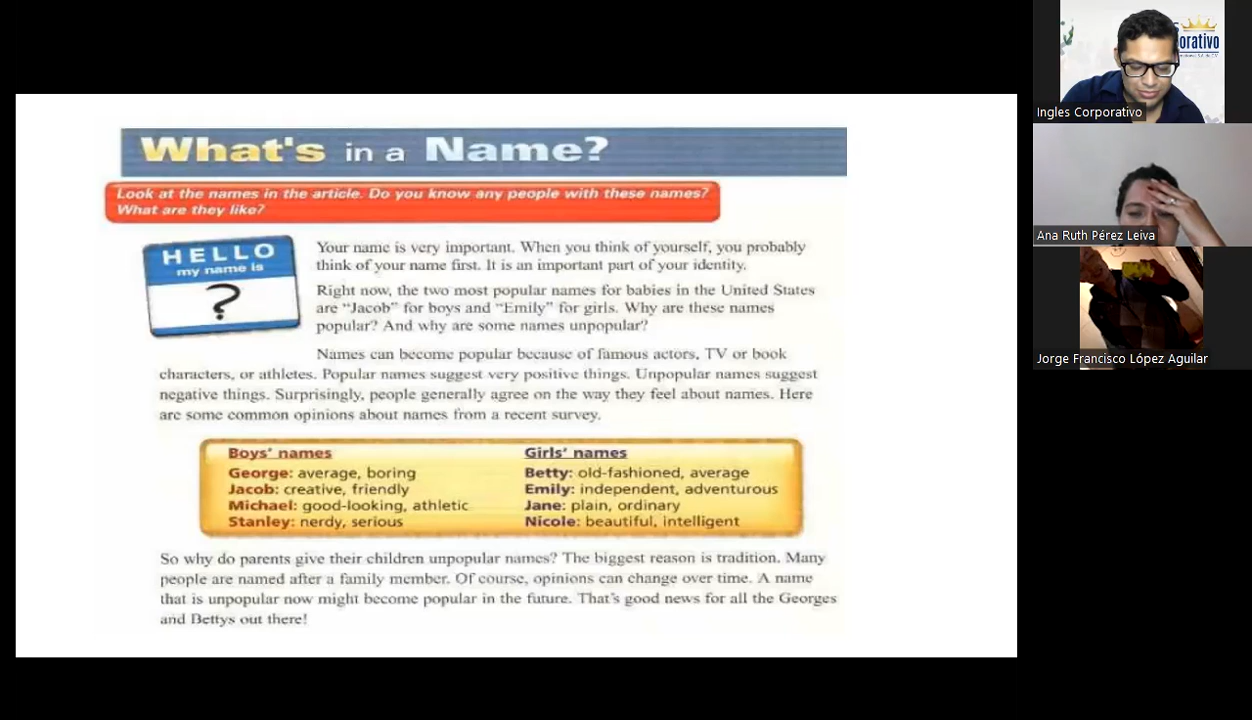 What's in a Name?
Look at the names in the article. Do you know any people with these names?
What are they like?
HELLO
my name is
?
Your name is very important. When you think of yourself, you probably
think of your name first. It is an important part of your identity.
Right now, the two most popular names for babies in the United States
are “Jacob” for boys and “Emily” for girls. Why are these names
popular? And why are some names unpopular?
Names can become popular because of famous actors, TV or book
characters, or athletes. Popular names suggest very positive things. Unpopular names suggest
negative things. Surprisingly, people generally agree on the way they feel about names. Here
are some common opinions about names from a recent survey.
Boys' names
George: average, boring
Jacob: creative, friendly
Michael: good-looking, athletic
Stanley: nerdy, serious
Girls' names
Betty: old-fashioned, average
Emily: independent, adventurous
Jane: plain, ordinary
Nicole: beautiful, intelligent
So why do parents give their children unpopular names? The biggest reason is tradition. Many
people are named after a family member. Of course, opinions can change over time. A name
that is unpopular now might become popular in the future. That's good news for all the Georges
and Bettys out there!
orativo
Ingles Corporativo
Ana Ruth Pérez Leiva
Jorge Francisco López Aguilar